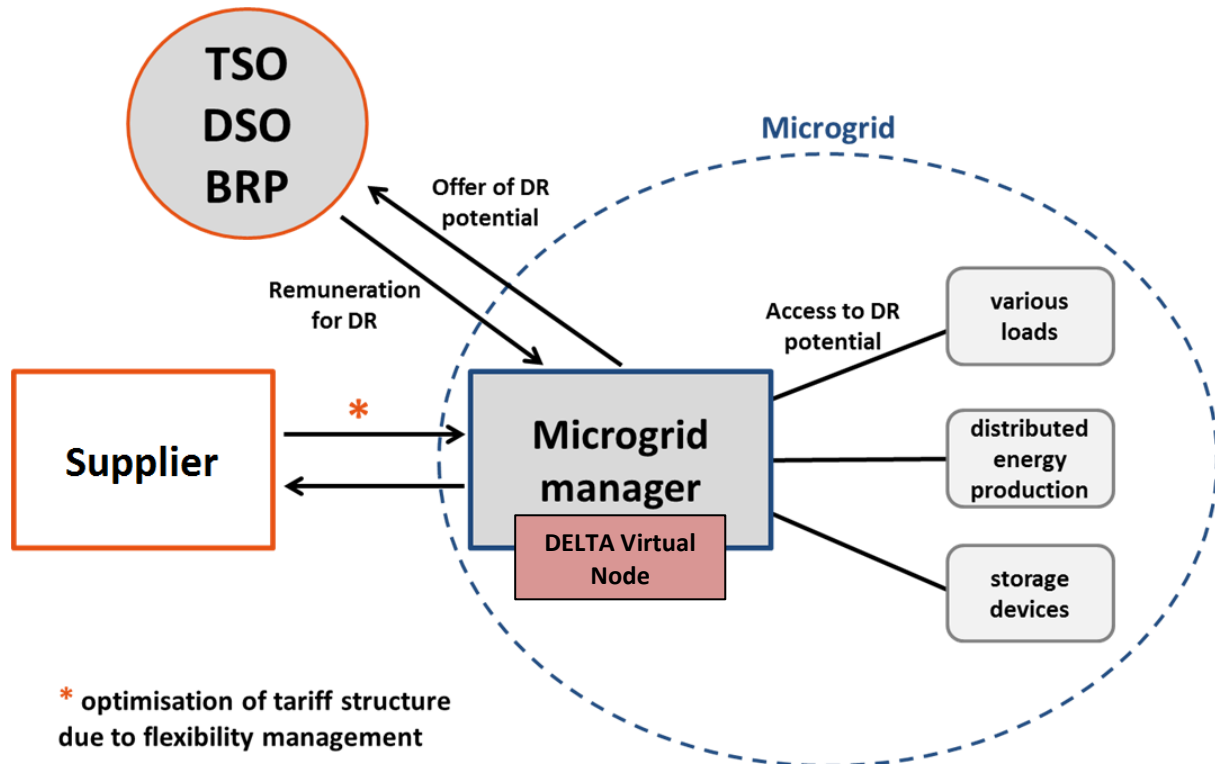 TSO
DSO
BRP
Microgrid
Offer of DR
potential
Remuneration
for DR
Access to DR
potential
various
loads
Supplier
*
Microgrid
manager
distributed
energy
production
DELTA Virtual
Node
storage
devices
* optimisation of tariff structure
due to flexibility management